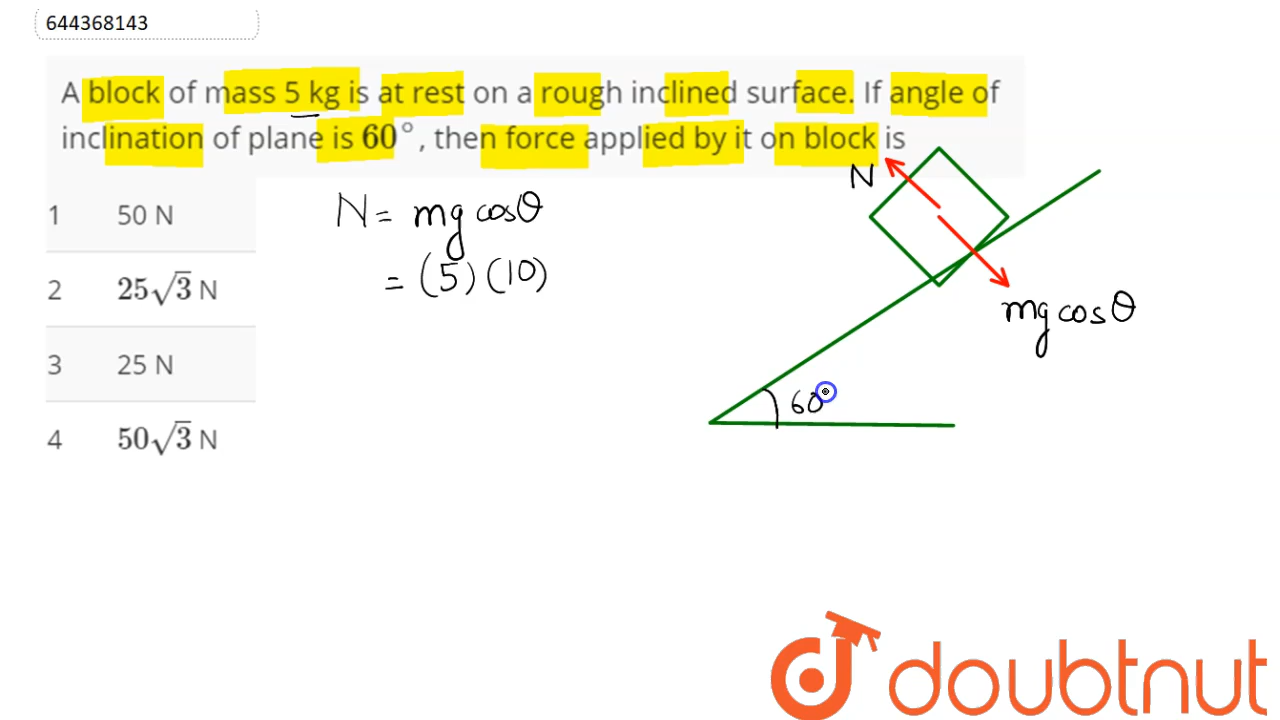 644368143
A block of mass 5 kg is at rest on a rough inclined surface. If angle of
inclination of plane is 60°, then force applied by it on block is
1 50 N
2 25√3 N
3 25 N
4 50√3 N
N = mg cosθ
= (5) (10)
N
mg cosθ
60°
doubtnut